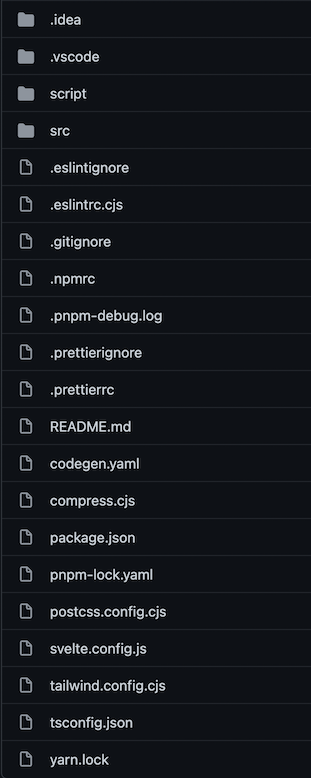 .idea
.vscode
script
src
.eslintignore
.eslintrc.cjs
.gitignore
.npmrc
.pnpm-debug.log
.prettierignore
.prettierrc
README.md
codegen.yaml
compress.cjs
package.json
pnpm-lock.yaml
postcss.config.cjs
svelte.config.js
tailwind.config.cjs
tsconfig.json
yarn.lock